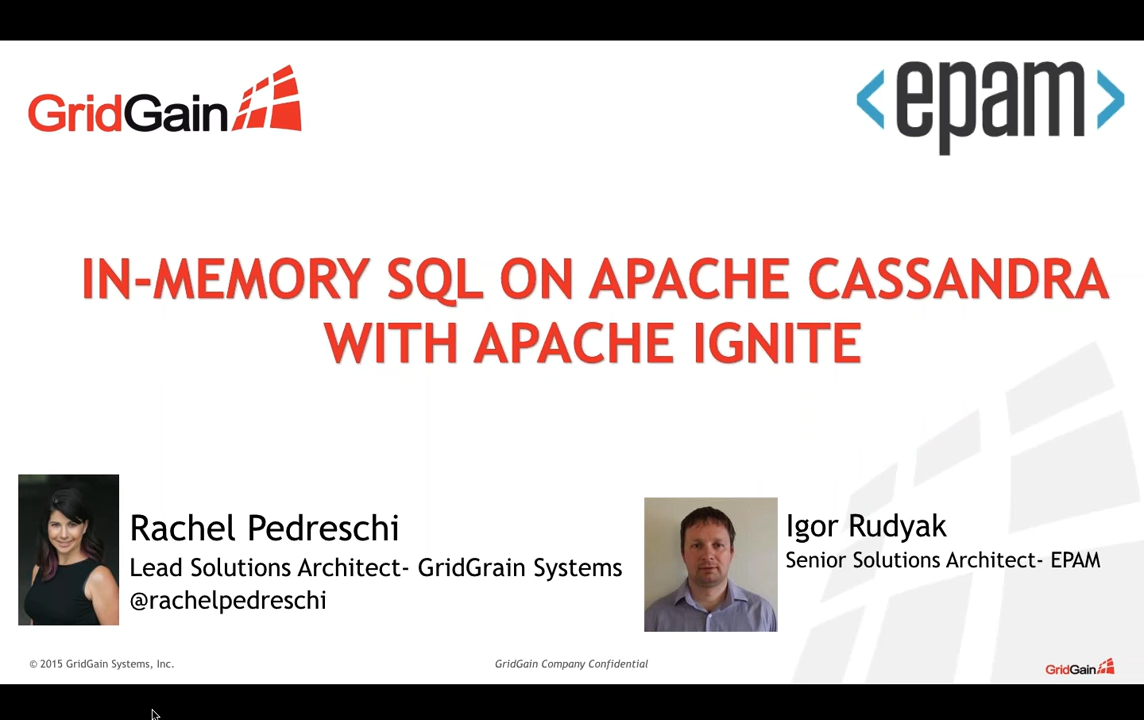 GridGain
<epam>
IN-MEMORY SQL ON APACHE CASSANDRA
WITH APACHE IGNITE
Rachel Pedreschi
Lead Solutions Architect- GridGrain Systems
@rachelpedreschi
Igor Rudyak
Senior Solutions Architect- EPAM
© 2015 GridGain Systems, Inc.
GridGain Company Confidential
GridGain